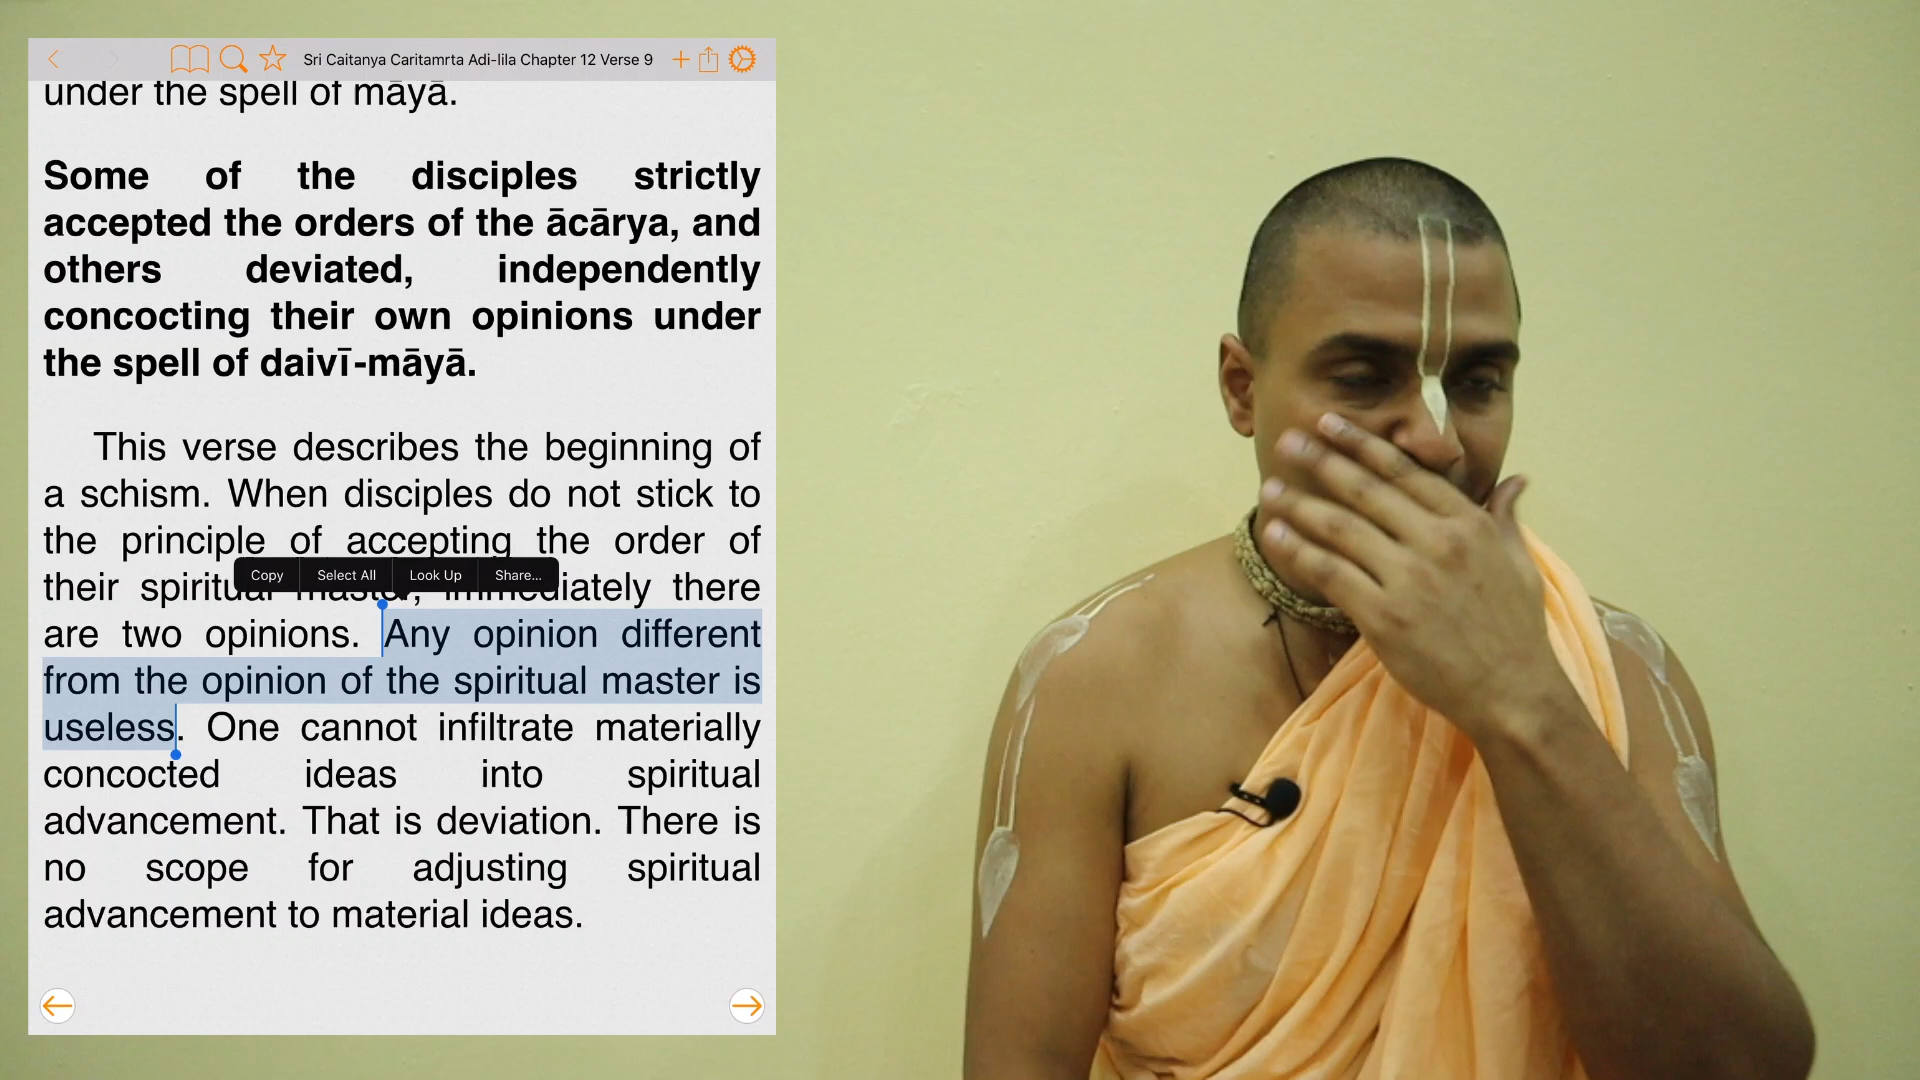 Sri Caitanya Caritamrta Adi-lila Chapter 12 Verse 9
under the spell of māyā.
Some of the disciples strictly
accepted the orders of the ācārya, and
others deviated, independently
concocting their own opinions under
the spell of daivī-māyā.
This verse describes the beginning of
a schism. When disciples do not stick to
the principle of accepting the order of
Copy Select All Look Up Share...
their spiritual master, immediately there
are two opinions. Any opinion different
from the opinion of the spiritual master is
useless. One cannot infiltrate materially
concocted ideas into spiritual
advancement. That is deviation. There is
no scope for adjusting spiritual
advancement to material ideas.